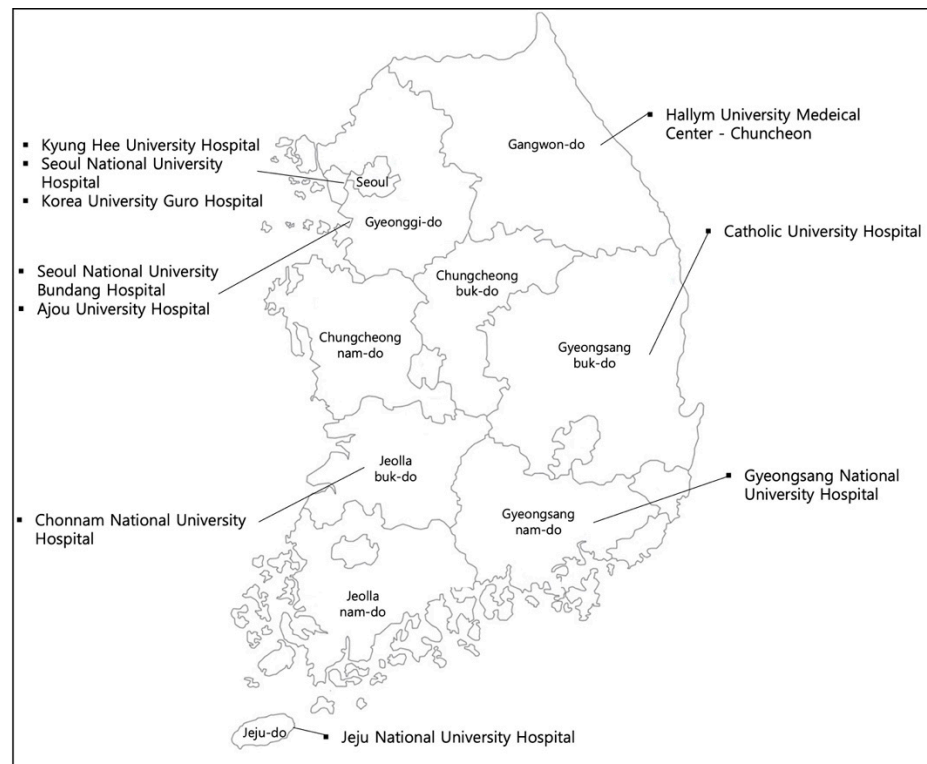 Gangwon-do
▪ Hallym University Medeical
Center - Chuncheon
▪ Kyung Hee University Hospital
▪ Seoul National University
Hospital
▪ Korea University Guro Hospital
Seoul
Gyeonggi-do
▪ Catholic University Hospital
▪ Seoul National University
Bundang Hospital
▪ Ajou University Hospital
Chungcheong
buk-do
Chungcheong
nam-do
Gyeongsang
buk-do
Jeolla
buk-do
▪ Gyeongsang National
University Hospital
▪ Chonnam National University
Hospital
Gyeongsang
nam-do
Jeolla
nam-do
Jeju-do
▪ Jeju National University Hospital